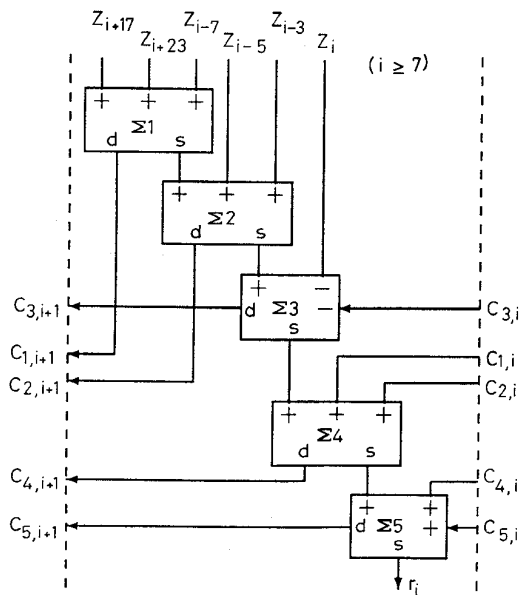 Z_{i+17} Z_{i+23} Z_{i-7} Z_{i-5} Z_{i-3} Z_i (i ≥ 7)
+ + +
Σ1
d s
+ + +
Σ2
d s
+ −
C_{3,i+1} d Σ3 − C_{3,i}
s
C_{1,i+1} C_{1,i}
C_{2,i+1} C_{2,i}
+ + +
Σ4
d s
C_{4,i+1} C_{4,i}
+ +
C_{5,i+1} d Σ5 + C_{5,i}
s
r_i